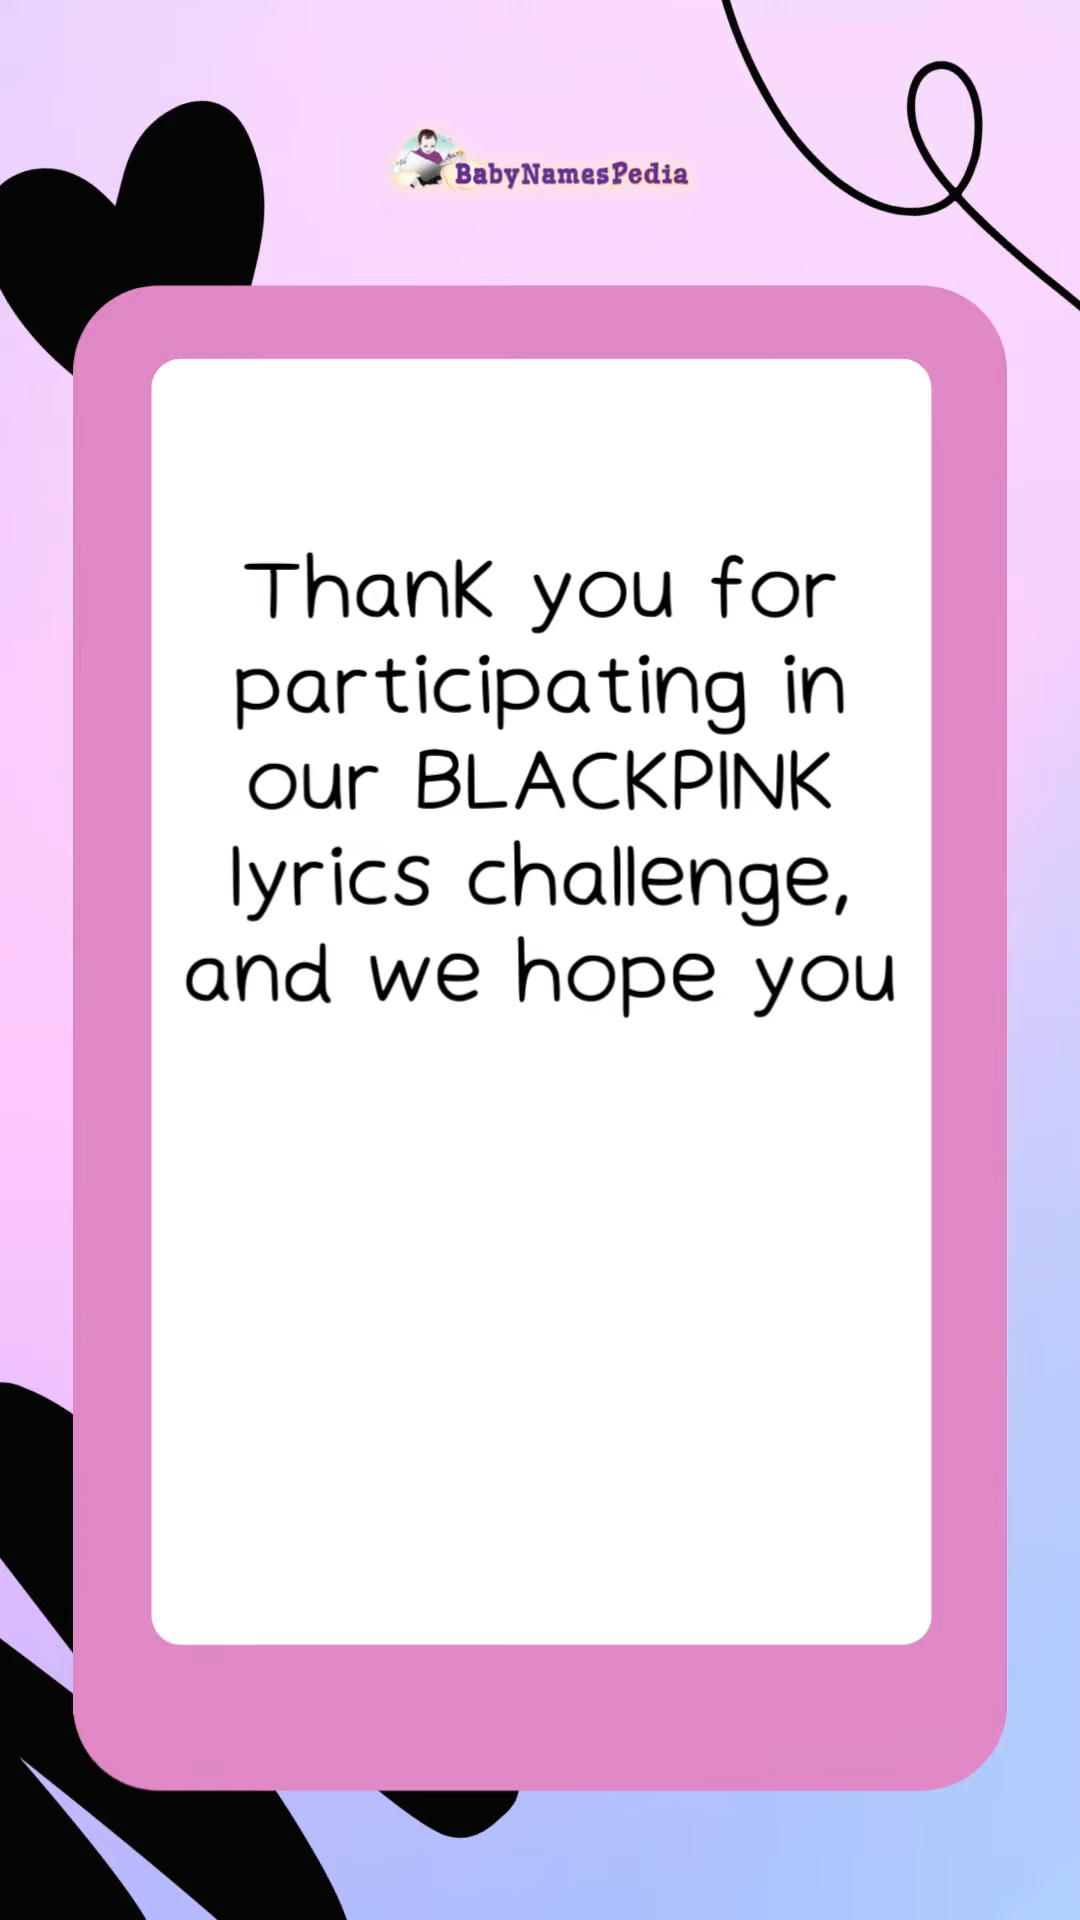 BabyNamesPedia
Thank you for
participating in
our BLACKPINK
lyrics challenge,
and we hope you